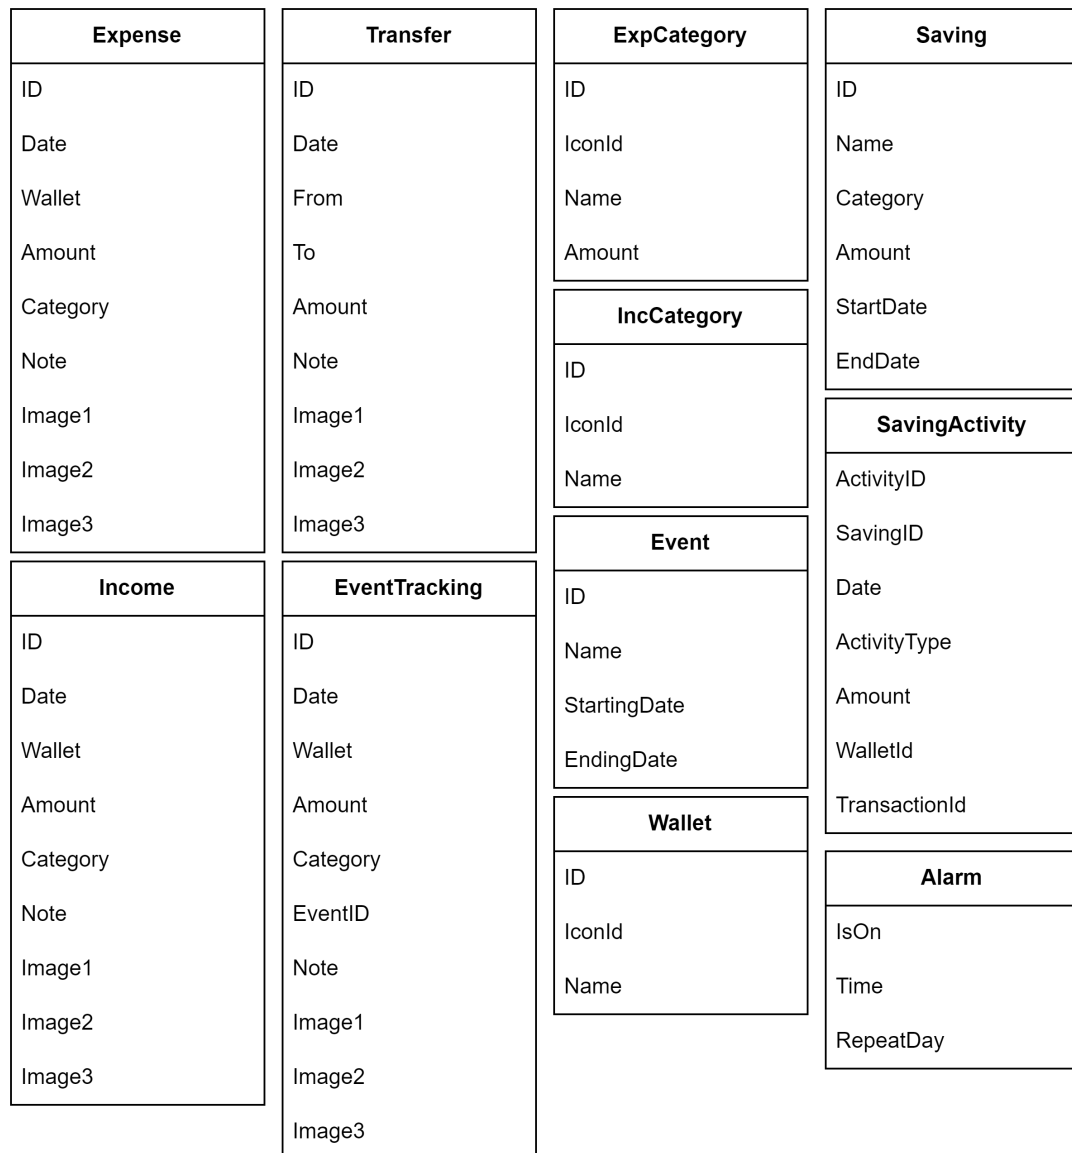 Expense
ID
Date
Wallet
Amount
Category
Note
Image1
Image2
Image3
Income
ID
Date
Wallet
Amount
Category
Note
Image1
Image2
Image3
Transfer
ID
Date
From
To
Amount
Note
Image1
Image2
Image3
EventTracking
ID
Date
Wallet
Amount
Category
EventID
Note
Image1
Image2
Image3
ExpCategory
ID
IconId
Name
Amount
IncCategory
ID
IconId
Name
Event
ID
Name
StartingDate
EndingDate
Wallet
ID
IconId
Name
Saving
ID
Name
Category
Amount
StartDate
EndDate
SavingActivity
ActivityID
SavingID
Date
ActivityType
Amount
WalletId
TransactionId
Alarm
IsOn
Time
RepeatDay